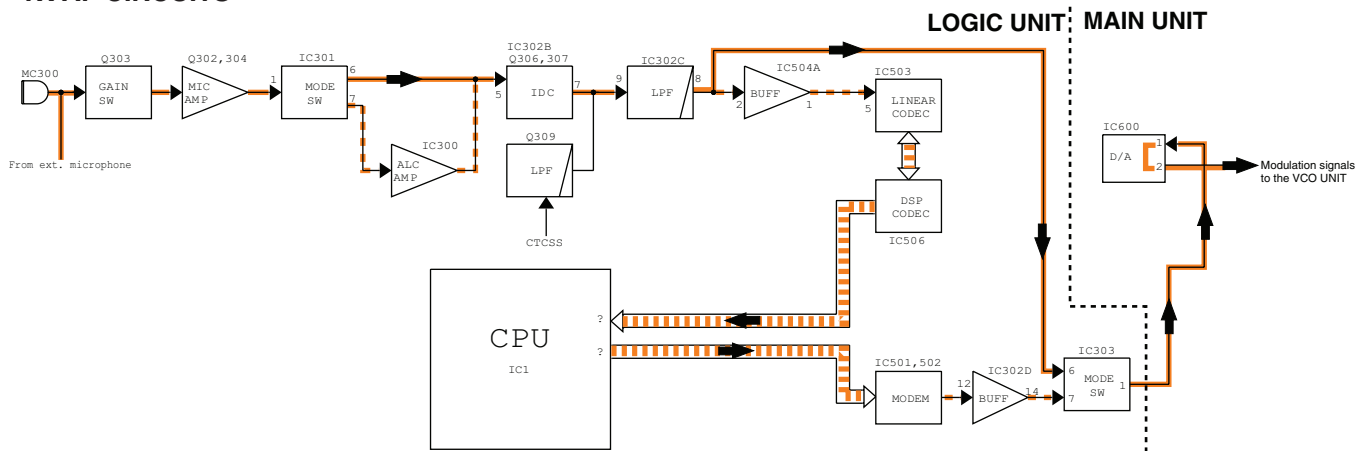 LOGIC UNIT
MAIN UNIT
MC300
Q303
GAIN
SW
Q302,304
MIC
AMP
1
IC301
MODE
SW
6
7
From ext. microphone
IC300
ALC
AMP
IC302B
Q306,307
5
IDC
7
Q309
LPF
CTCSS
IC302C
9
LPF
8
IC504A
2
BUFF
1
IC503
5
LINEAR
CODEC
DSP
CODEC
IC506
IC600
D/A
1
2
Modulation signals
to the VCO UNIT
CPU
IC1
?
?
IC501,502
MODEM
IC302D
12
BUFF
14
IC303
6
7
MODE
SW
1